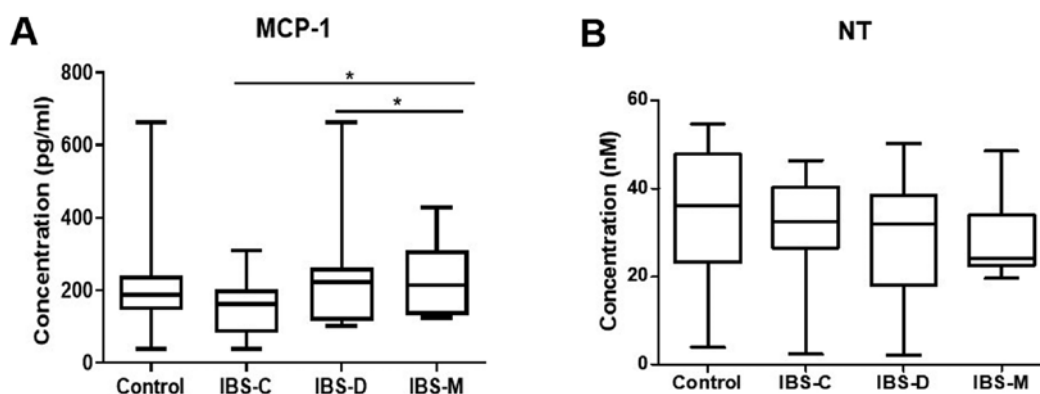 A
MCP-1
*
*
Concentration (pg/ml)
800
600
400
200
0
Control IBS-C IBS-D IBS-M
B
NT
Concentration (nM)
60
40
20
0
Control IBS-C IBS-D IBS-M